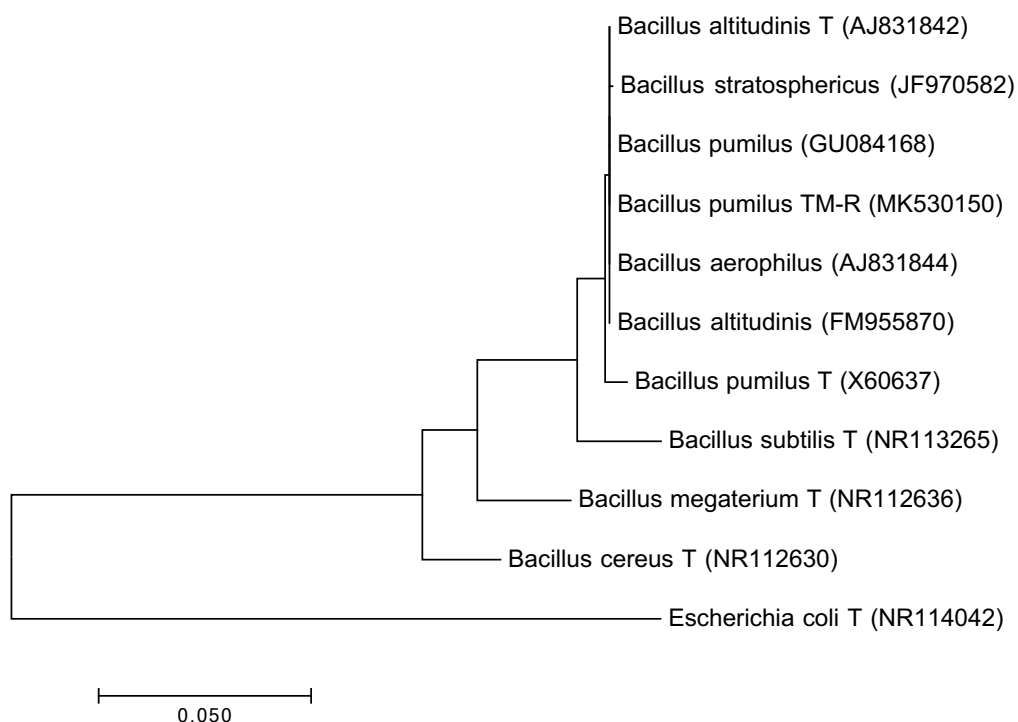 Bacillus altitudinis T (AJ831842)
Bacillus stratosphericus (JF970582)
Bacillus pumilus (GU084168)
Bacillus pumilus TM-R (MK530150)
Bacillus aerophilus (AJ831844)
Bacillus altitudinis (FM955870)
Bacillus pumilus T (X60637)
Bacillus subtilis T (NR113265)
Bacillus megaterium T (NR112636)
Bacillus cereus T (NR112630)
Escherichia coli T (NR114042)
0.050